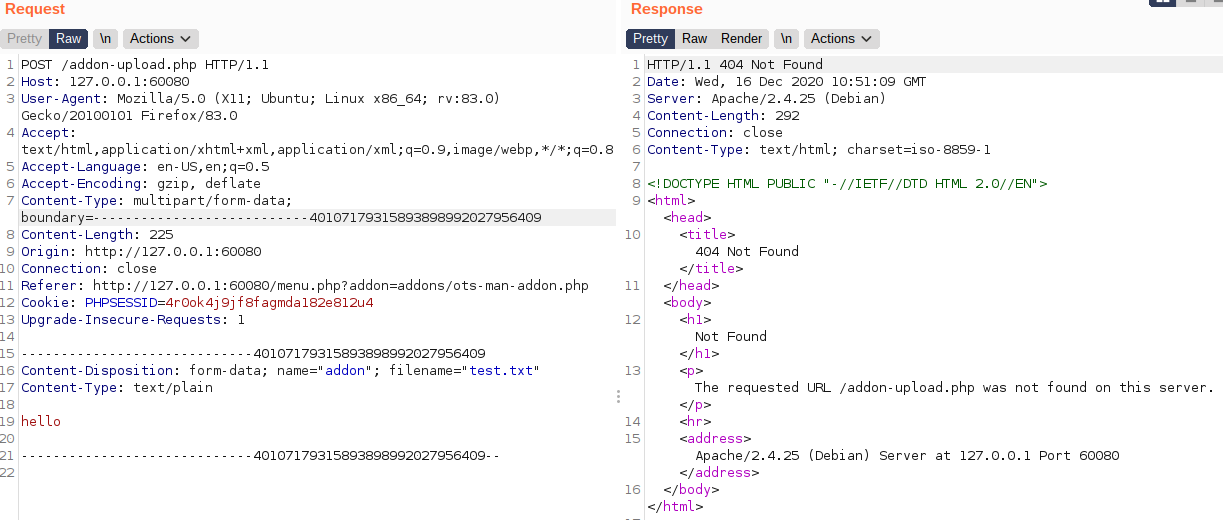 Request
Pretty Raw \n Actions
1 POST /addon-upload.php HTTP/1.1
2 Host: 127.0.0.1:60080
3 User-Agent: Mozilla/5.0 (X11; Ubuntu; Linux x86_64; rv:83.0)
Gecko/20100101 Firefox/83.0
4 Accept:
text/html,application/xhtml+xml,application/xml;q=0.9,image/webp,*/*;q=0.8
5 Accept-Language: en-US,en;q=0.5
6 Accept-Encoding: gzip, deflate
7 Content-Type: multipart/form-data;
boundary=---------------------------401071793158938989920279 56409
8 Content-Length: 225
9 Origin: http://127.0.0.1:60080
10 Connection: close
11 Referer: http://127.0.0.1:60080/menu.php?addon=addons/ots-man-addon.php
12 Cookie: PHPSESSID=4r0ok4j9jf8fagmda182e812u4
13 Upgrade-Insecure-Requests: 1
14
15 -----------------------------40107179315893898992027956409
16 Content-Disposition: form-data; name="addon"; filename="test.txt"
17 Content-Type: text/plain
18
19 hello
20
21 -----------------------------40107179315893898992027956409--
22
Response
Pretty Raw Render \n Actions
1 HTTP/1.1 404 Not Found
2 Date: Wed, 16 Dec 2020 10:51:09 GMT
3 Server: Apache/2.4.25 (Debian)
4 Content-Length: 292
5 Connection: close
6 Content-Type: text/html; charset=iso-8859-1
7
8 <!DOCTYPE HTML PUBLIC "-//IETF//DTD HTML 2.0//EN">
9 <html>
<head>
10 <title>
404 Not Found
</title>
11 </head>
<body>
12 <h1>
Not Found
</h1>
13 <p>
The requested URL /addon-upload.php was not found on this server.
</p>
14 <hr>
15 <address>
Apache/2.4.25 (Debian) Server at 127.0.0.1 Port 60080
</address>
16 </body>
</html>